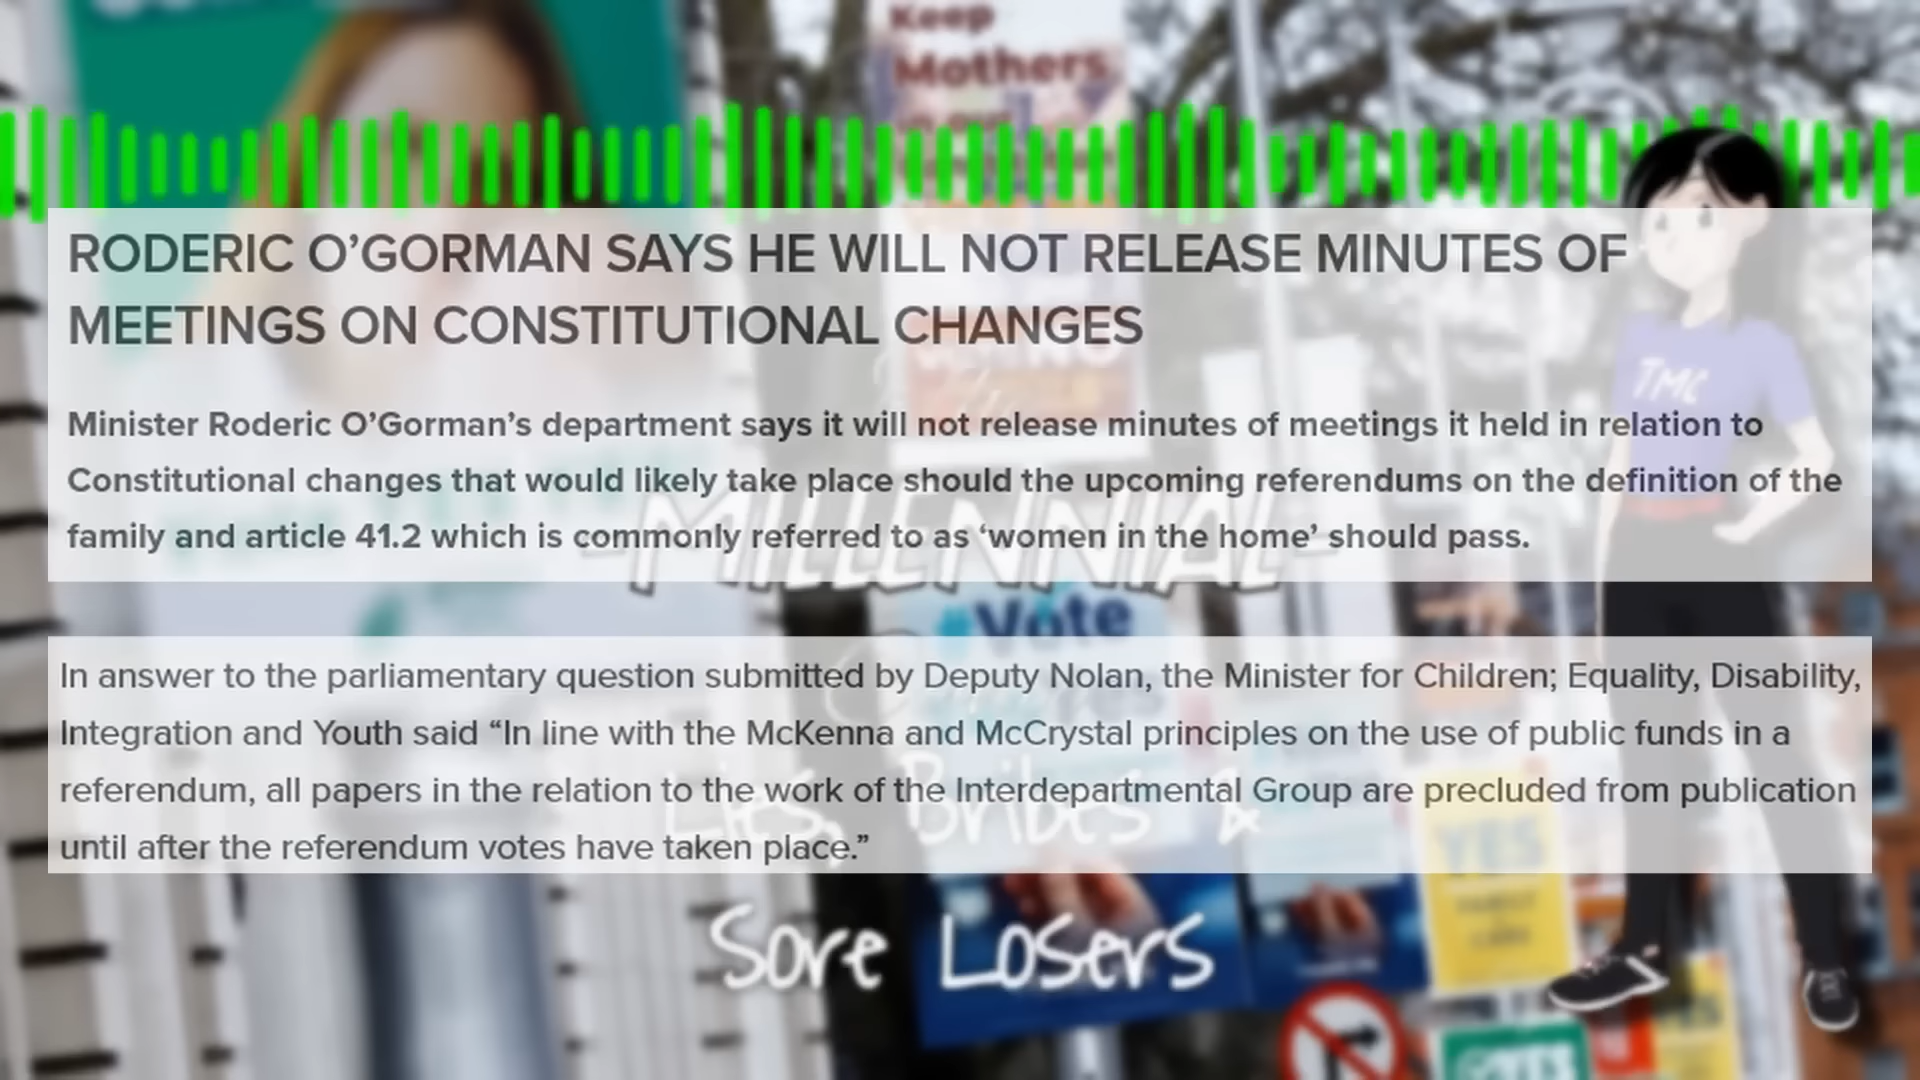 Keep
Mothers
RODERIC O’GORMAN SAYS HE WILL NOT RELEASE MINUTES OF
MEETINGS ON CONSTITUTIONAL CHANGES
TMC
Minister Roderic O’Gorman’s department says it will not release minutes of meetings it held in relation to
Constitutional changes that would likely take place should the upcoming referendums on the definition of the
family and article 41.2 which is commonly referred to as ‘women in the home’ should pass.
-MILLENNIAL-
#Vote
Yes
In answer to the parliamentary question submitted by Deputy Nolan, the Minister for Children; Equality, Disability,
Integration and Youth said “In line with the McKenna and McCrystal principles on the use of public funds in a
referendum, all papers in the relation to the work of the Interdepartmental Group are precluded from publication
until after the referendum votes have taken place.”
Lies, Bribes &
Sore Losers
YES
YES
YES